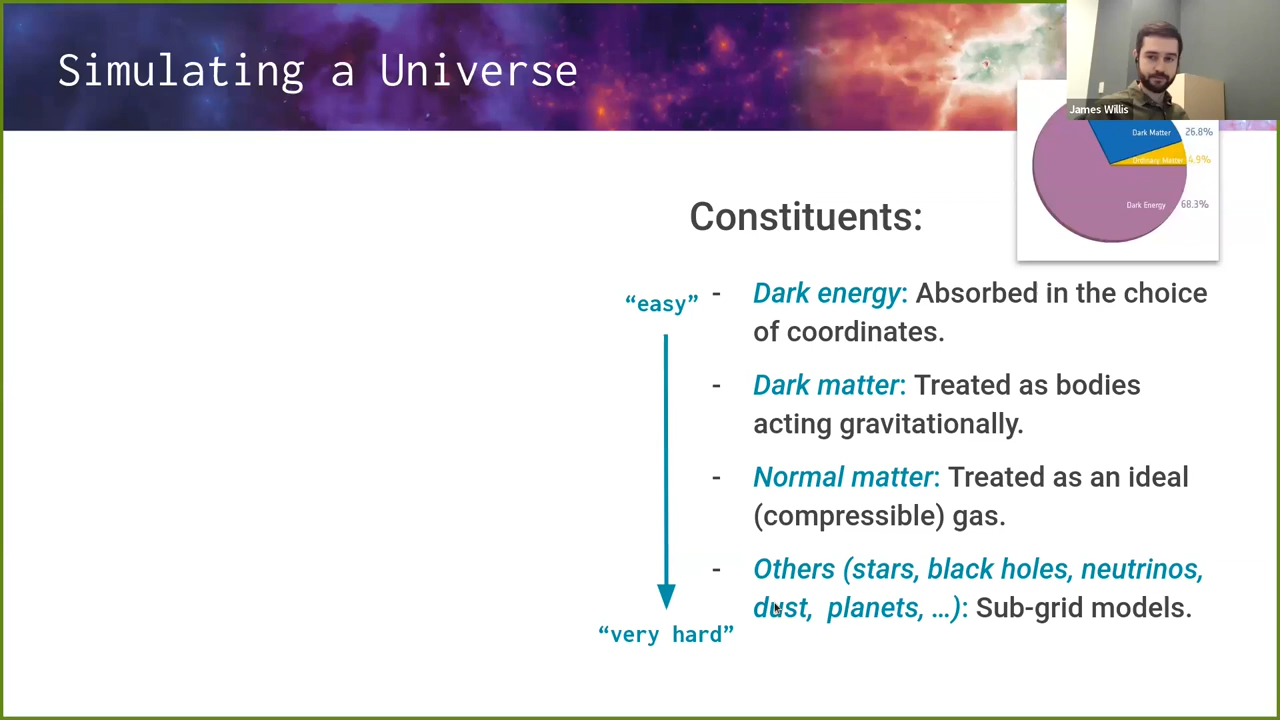 Simulating a Universe
James Willis
Dark Matter 26.8%
Ordinary Matter 4.9%
Dark Energy 68.3%
Constituents:
“easy”
- Dark energy: Absorbed in the choice
of coordinates.
- Dark matter: Treated as bodies
acting gravitationally.
- Normal matter: Treated as an ideal
(compressible) gas.
- Others (stars, black holes, neutrinos,
dust, planets, …): Sub-grid models.
“very hard”